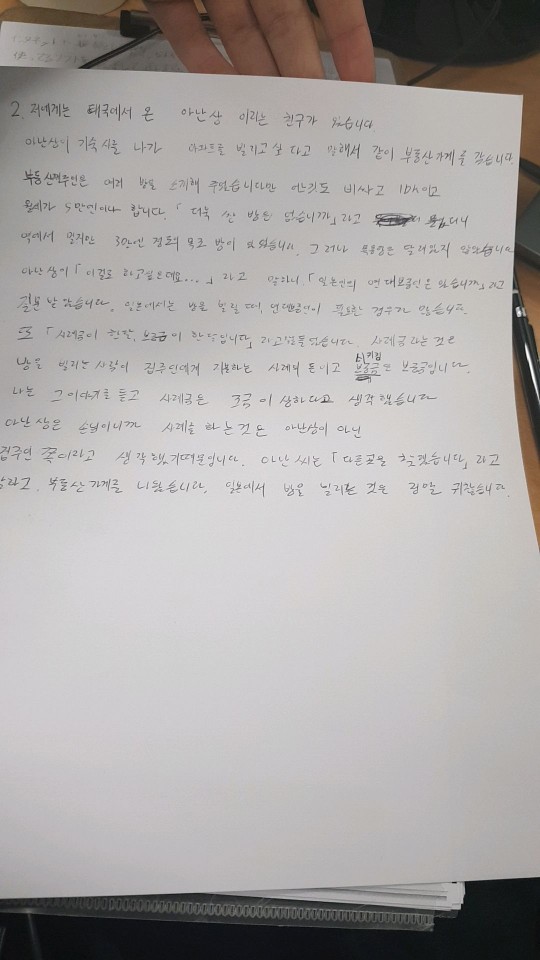 2. 저에게는 태국에서 온 아난상 이라는 친구가 있습니다
아난상이 기숙사를 나가 아파트를 빌리고 싶다고 말해서 같이 부동산가게을 갔습니다.
부동산가게주인은 여러 방을 소개해 주었습니다만 어느것도 비싸고 1DK이고
월세가 5만엔이나 합니다. 「더욱 싼 방은 없습니까」 라고
역에서 멀지만 3만엔 정도의 목조 방이 있었습니다. 그러나 목욕탕은 달려있지 않았습니다
아난상이 「이걸로 하고싶은데요...」 라고 말하니, 「일본인의 연대보증인은 있습니까」 라고
질문 받았습니다. 일본에서는 방을 빌릴 때, 연대보증인이 필요한 경우가 많습니다.
또 「사례금이 한달, 보증금이 한달입니다」 라고 들었습니다. 사례금라는 것은
방을 빌리는 사람이 집주인에게 지불하는 사례의 돈이고 시키킹은 보증금입니다.
나는 그 이야기를 듣고 사례금은 조금 이상하다고 생각했습니다
아난 상은 손님이니까 사례를 하는것은 아난상이 아닌
집주인 쪽이라고 생각했기때문입니다. 아난 씨는 「다른곳을 찾겠습니다」 라고
말하고, 부동산가게를 나왔습니다. 일본에서 방을 빌리는 것은 정말 귀찮습니다.